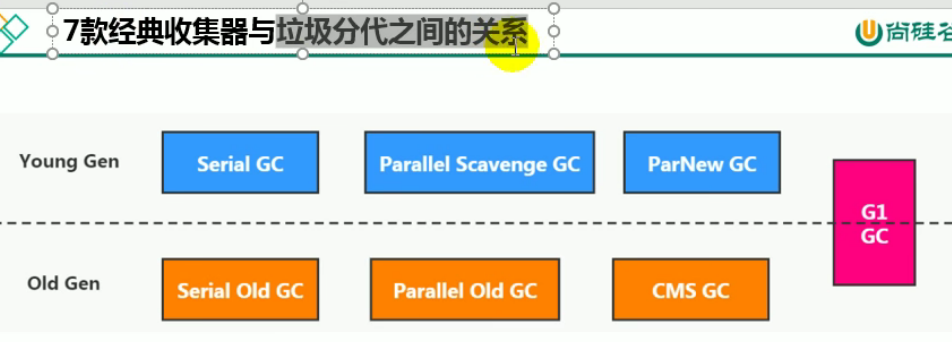 7款经典收集器与垃圾分代之间的关系
尚硅谷
Young Gen
Serial GC
Parallel Scavenge GC
ParNew GC
G1
GC
Old Gen
Serial Old GC
Parallel Old GC
CMS GC